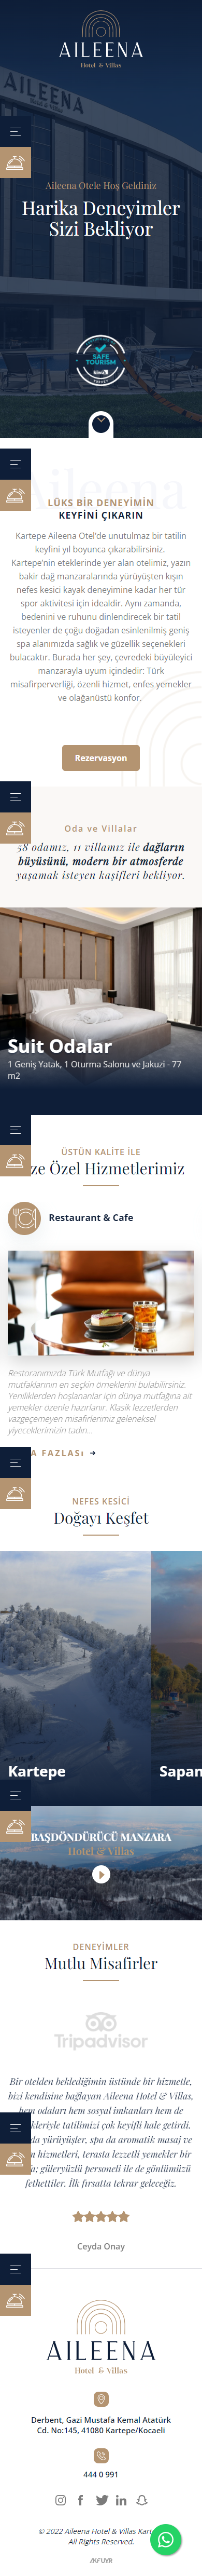 AILEENA
Hotel & Villas
Aileena Otele Hoş Geldiniz
Harika Deneyimler
Sizi Bekliyor
SAFE
TOURISM
Aileena
LÜKS BİR DENEYİMİN
KEYFİNİ ÇIKARIN
Kartepe Aileena Otel’de unutulmaz bir tatilin
keyfini yıl boyunca çıkarabilirsiniz.
Kartepe’nin eteklerinde yer alan otelimiz, yazın
bakir dağ manzaralarında yürüyüşten kışın
nefes kesici kayak deneyimine kadar her tür
spor aktivitesi için idealdir. Aynı zamanda,
bedenini ve ruhunu dinlendirecek bir tatil
isteyenler de çoğu doğadan esinlenilmiş geniş
spa alanımızda sağlık ve güzellik seçenekleri
bulacaktır. Burada her şey, çevredeki büyüleyici
manzarayla uyum içindedir: Türk
misafirperverliği, özenli hizmet, enfes yemekler
ve olağanüstü konfor.
Rezervasyon
Oda ve Villalar
58 odamız, 11 villamız ile dağların
büyüsünü, modern bir atmosferde
yaşamak isteyen kaşifleri bekliyor.
Suit Odalar
1 Geniş Yatak, 1 Oturma Salonu ve Jakuzi - 77
m2
ÜSTÜN KALİTE İLE
ze Özel Hizmetlerimiz
Restaurant & Cafe
Restoranımızda Türk Mutfağı ve dünya
mutfaklarının en seçkin örneklerini bulabilirsiniz.
Yeniliklerden hoşlananlar için dünya mutfağına ait
yemekler özenle hazırlanır. Klasik lezzetlerden
vazgeçemeyen misafirlerimiz geleneksel
yiyeceklerimizin tadın...
A FAZLASı
NEFES KESİCİ
Doğayı Keşfet
Kartepe
Sapan
BAŞDÖNDÜRÜCÜ MANZARA
Hotel & Villas
DENEYİMLER
Mutlu Misafirler
Tripadvisor
Bir otelden beklediğimin üstünde bir hizmetle,
bizi kendisine bağlayan Aileena Hotel & Villas,
hem odaları hem sosyal imkanları hem de
kleriyle tatilimizi çok keyifli hale getirdi.
da yürüyüşler, spa da aromatik masaj ve
hizmetleri, terasta lezzetli yemekler bir
güleryüzlü personeli ile de gönlümüzü
fethettiler. İlk fırsatta tekrar geleceğiz.
Ceyda Onay
AILEENA
Hotel & Villas
Derbent, Gazi Mustafa Kemal Atatürk
Cd. No:145, 41080 Kartepe/Kocaeli
444 0 991
© 2022 Aileena Hotel & Villas Kart
All Rights Reserved.